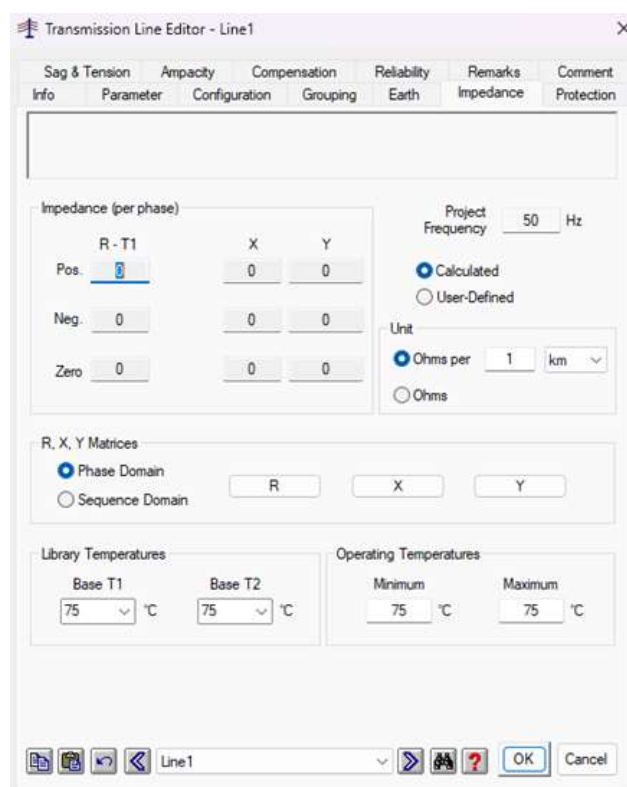 Transmission Line Editor - Line1
Sag & Tension Ampacity Compensation Reliability Remarks Comment
Info Parameter Configuration Grouping Earth Impedance Protection
Impedance (per phase)
R - T1 X Y
Pos. 0 0 0
Neg. 0 0 0
Zero 0 0 0
Project Frequency 50 Hz
Calculated
User-Defined
Unit
Ohms per 1 km
Ohms
R, X, Y Matrices
Phase Domain
Sequence Domain
R X Y
Library Temperatures
Base T1 Base T2
75 °C 75 °C
Operating Temperatures
Minimum Maximum
75 °C 75 °C
Line1
? OK Cancel